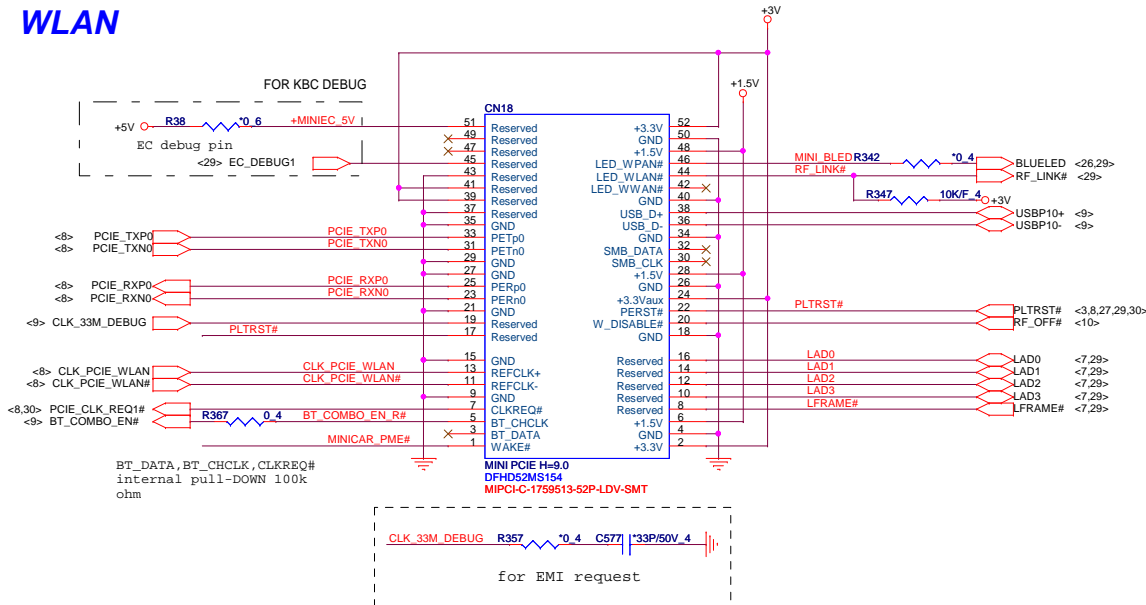 WLAN
+3V
+1.5V
FOR KBC DEBUG
+5V R38 *0_6 +MINIEC_5V
EC debug pin
<29> EC_DEBUG1
CN18
51 Reserved +3.3V 52
49 Reserved GND 50
47 Reserved +1.5V 48
45 Reserved LED_WPAN# 46 MINI_BLED R342 *0_4 BLUELED <26,29>
43 Reserved LED_WLAN# 44 RF_LINK# RF_LINK# <29>
41 Reserved LED_WWAN# 42
39 Reserved GND 40 R347 10K/F_4 +3V
37 Reserved USB_D+ 38 USBP10+ <9>
35 GND USB_D- 36 USBP10- <9>
<8> PCIE_TXP0 PCIE_TXP0 33 PETp0 GND 34
<8> PCIE_TXN0 PCIE_TXN0 31 PETn0 SMB_DATA 32
29 GND SMB_CLK 30
27 GND +1.5V 28
<8> PCIE_RXP0 PCIE_RXP0 25 PERp0 GND 26
<8> PCIE_RXN0 PCIE_RXN0 23 PERn0 +3.3Vaux 24
21 GND PERST# 22 PLTRST# PLTRST# <3,8,27,29,30>
<9> CLK_33M_DEBUG 19 Reserved W_DISABLE# 20 RF_OFF# <10>
PLTRST# 17 Reserved GND 18
15 GND Reserved 16 LAD0 LAD0 <7,29>
<8> CLK_PCIE_WLAN CLK_PCIE_WLAN 13 REFCLK+ Reserved 14 LAD1 LAD1 <7,29>
<8> CLK_PCIE_WLAN# CLK_PCIE_WLAN# 11 REFCLK- Reserved 12 LAD2 LAD2 <7,29>
9 GND Reserved 10 LAD3 LAD3 <7,29>
<8,30> PCIE_CLK_REQ1# 7 CLKREQ# Reserved 8 LFRAME# LFRAME# <7,29>
<9> BT_COMBO_EN# R367 0_4 BT_COMBO_EN_R# 5 BT_CHCLK +1.5V 6
3 BT_DATA GND 4
MINICAR_PME# 1 WAKE# +3.3V 2
BT_DATA,BT_CHCLK,CLKREQ#
internal pull-DOWN 100k
ohm
MINI PCIE H=9.0
DFHD52MS154
MIPCI-C-1759513-52P-LDV-SMT
CLK_33M_DEBUG R357 *0_4 C577 *33P/50V_4
for EMI request